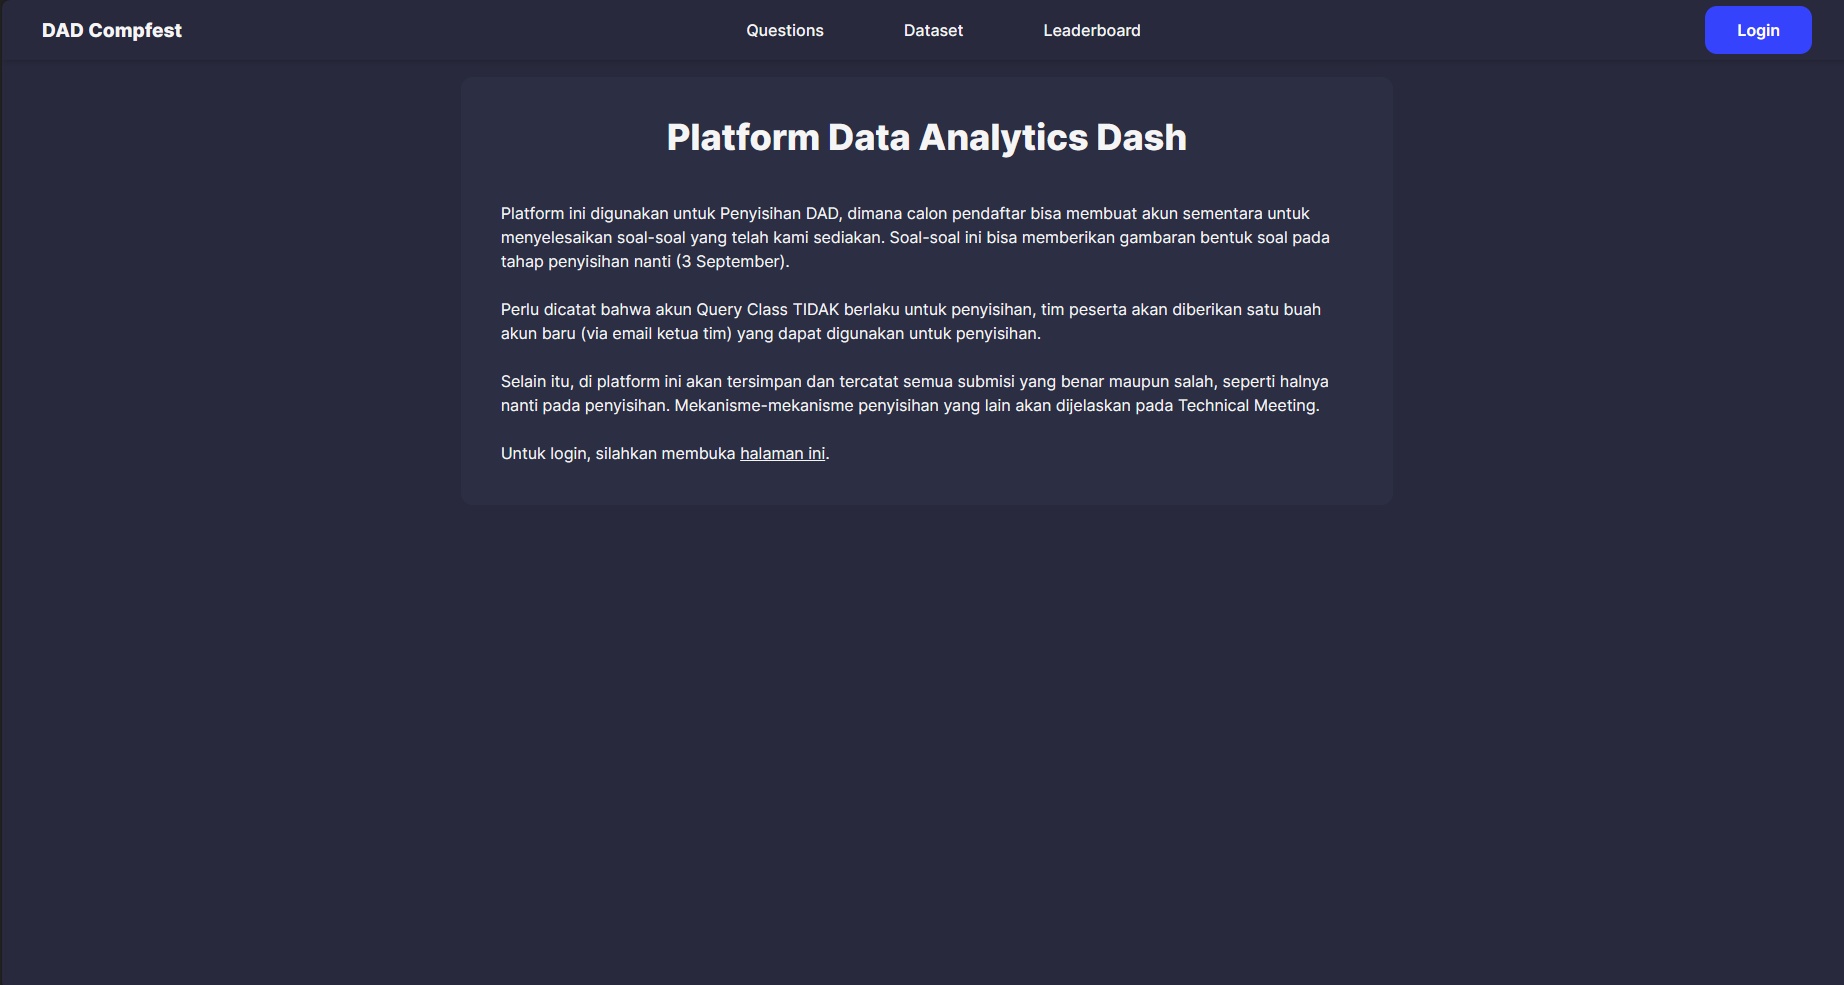 DAD Compfest
Questions
Dataset
Leaderboard
Login
Platform Data Analytics Dash
Platform ini digunakan untuk Penyisihan DAD, dimana calon pendaftar bisa membuat akun sementara untuk
menyelesaikan soal-soal yang telah kami sediakan. Soal-soal ini bisa memberikan gambaran bentuk soal pada
tahap penyisihan nanti (3 September).
Perlu dicatat bahwa akun Query Class TIDAK berlaku untuk penyisihan, tim peserta akan diberikan satu buah
akun baru (via email ketua tim) yang dapat digunakan untuk penyisihan.
Selain itu, di platform ini akan tersimpan dan tercatat semua submisi yang benar maupun salah, seperti halnya
nanti pada penyisihan. Mekanisme-mekanisme penyisihan yang lain akan dijelaskan pada Technical Meeting.
Untuk login, silahkan membuka halaman ini.